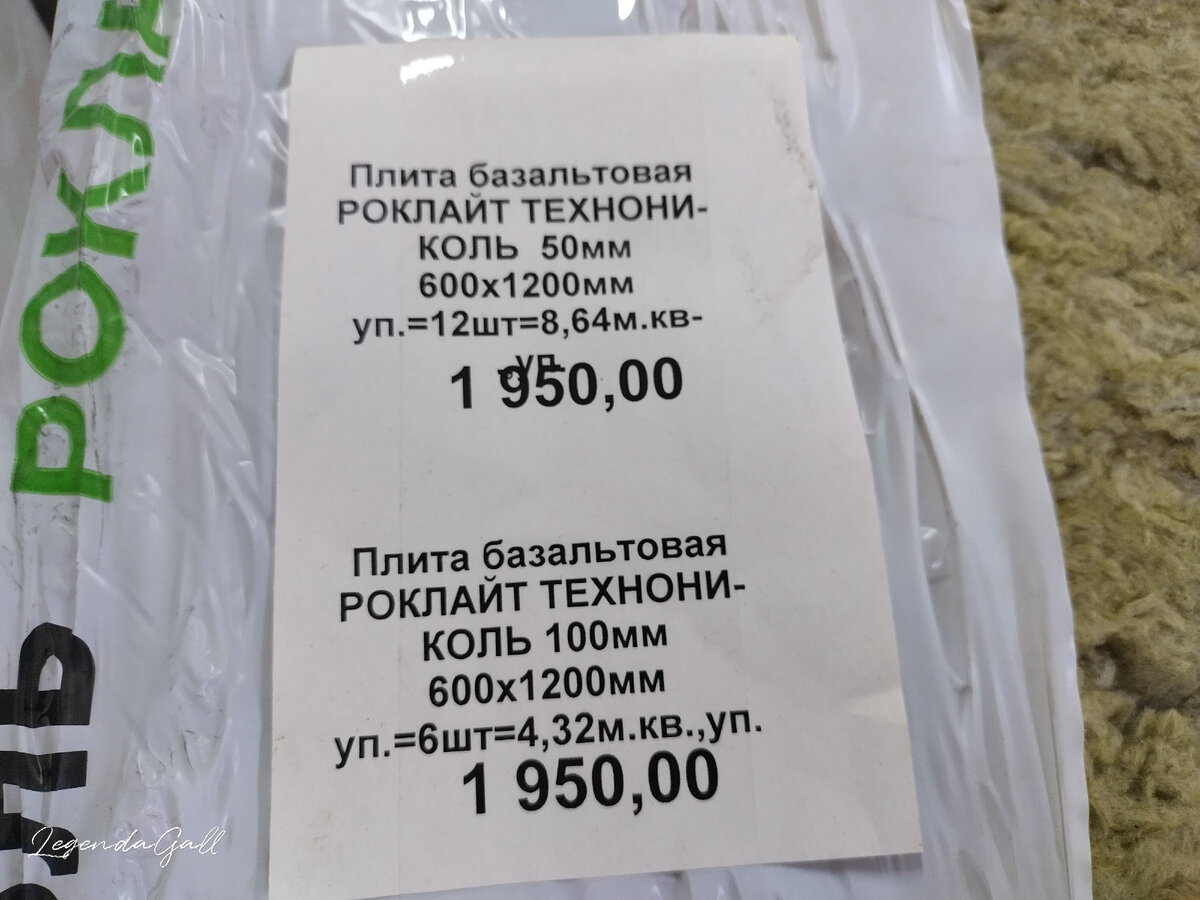 РОКЛА
Плита базальтовая
РОКЛАЙТ ТЕХНОНИ-
КОЛЬ 50мм
600х1200мм
уп.=12шт=8,64м.кв-
.,уп.
1 950,00
Плита базальтовая
РОКЛАЙТ ТЕХНОНИ-
КОЛЬ 100мм
600х1200мм
уп.=6шт=4,32м.кв.,уп.
1 950,00
LegendaGall